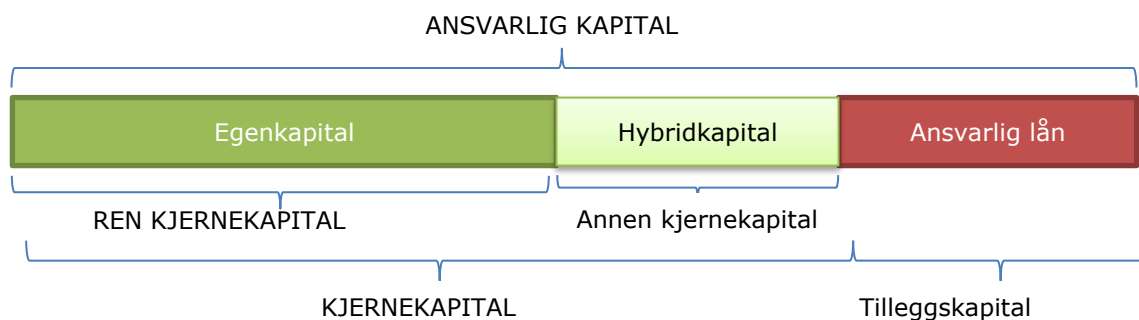 ANSVARLIG KAPITAL
Egenkapital
Hybridkapital
Ansvarlig lån
REN KJERNEKAPITAL
Annen kjernekapital
KJERNEKAPITAL
Tilleggskapital